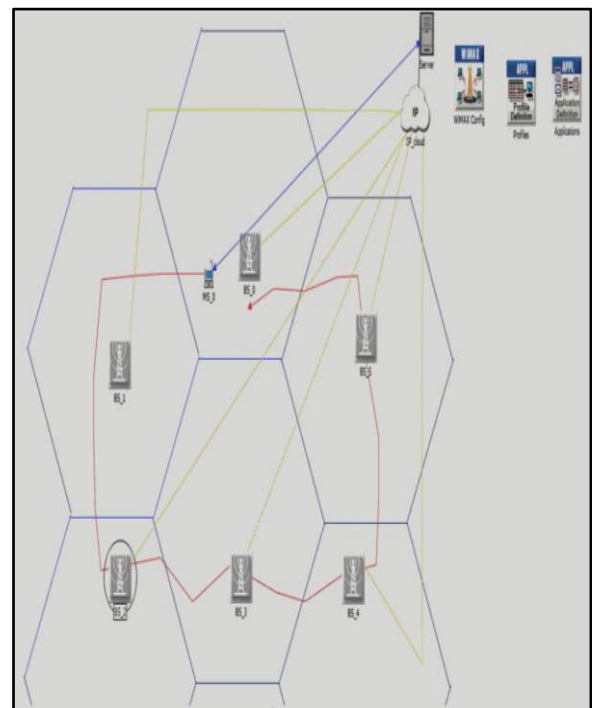 Server
IP
IP_cloud
WIMAX
WIMAX Config
APPL
Profile
Definition
Profiles
APPL
Application
Definition
Applications
MS_0
BS_0
BS_1
BS_5
BS_2
BS_3
BS_4